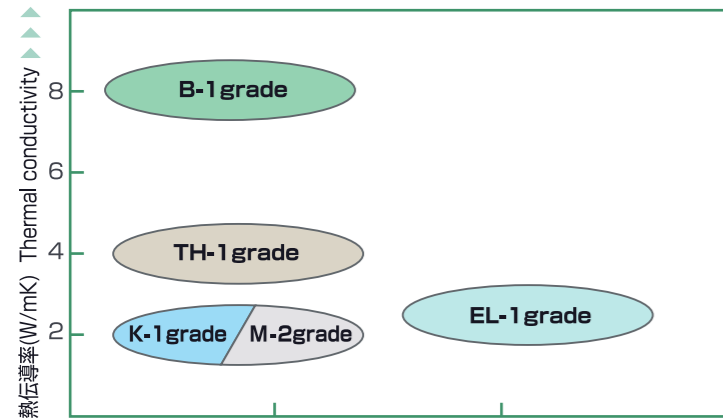 熱伝導率(W/mK) Thermal conductivity
8
6
4
2
B-1grade
TH-1grade
K-1grade
M-2grade
EL-1grade